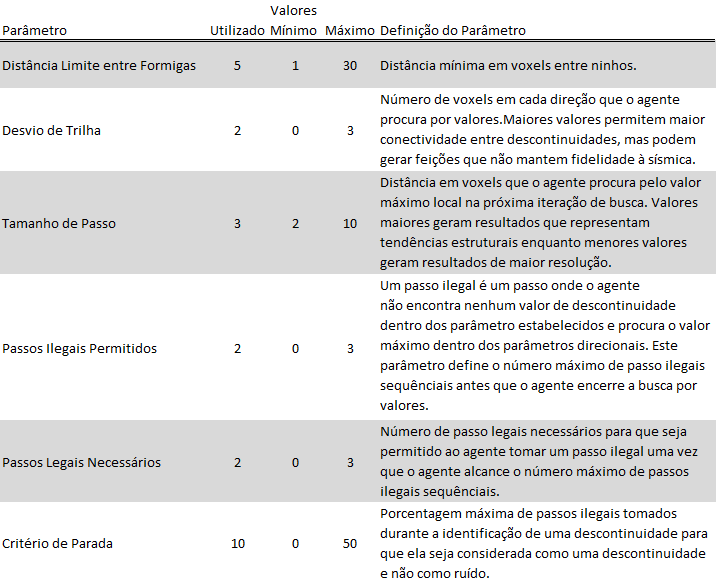 Valores
Parâmetro Utilizado Mínimo Máximo Definição do Parâmetro
Distância Limite entre Formigas 5 1 30 Distância mínima em voxels entre ninhos.
Número de voxels em cada direção que o agente
procura por valores.Maiores valores permitem maior
Desvio de Trilha 2 0 3 conectividade entre descontinuidades, mas podem
gerar feições que não mantem fidelidade à sísmica.
Distância em voxels que o agente procura pelo valor
máximo local na próxima iteração de busca. Valores
Tamanho de Passo 3 2 10 maiores geram resultados que representam
tendências estruturais enquanto menores valores
geram resultados de maior resolução.
Um passo ilegal é um passo onde o agente
não encontra nenhum valor de descontinuidade
dentro dos parâmetro estabelecidos e procura o valor
Passos Ilegais Permitidos 2 0 3 máximo dentro dos parâmetros direcionais. Este
parâmetro define o número máximo de passo ilegais
sequênciais antes que o agente encerre a busca por
valores.
Número de passo legais necessários para que seja
permitido ao agente tomar um passo ilegal uma vez
Passos Legais Necessários 2 0 3 que o agente alcance o número máximo de passos
ilegais sequênciais.
Porcentagem máxima de passos ilegais tomados
durante a identificação de uma descontinuidade para
Critério de Parada 10 0 50 que ela seja considerada como uma descontinuidade
e não como ruído.